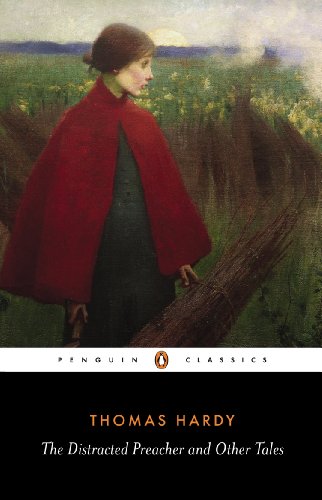 PENGUIN CLASSICS
THOMAS HARDY
The Distracted Preacher and Other Tales